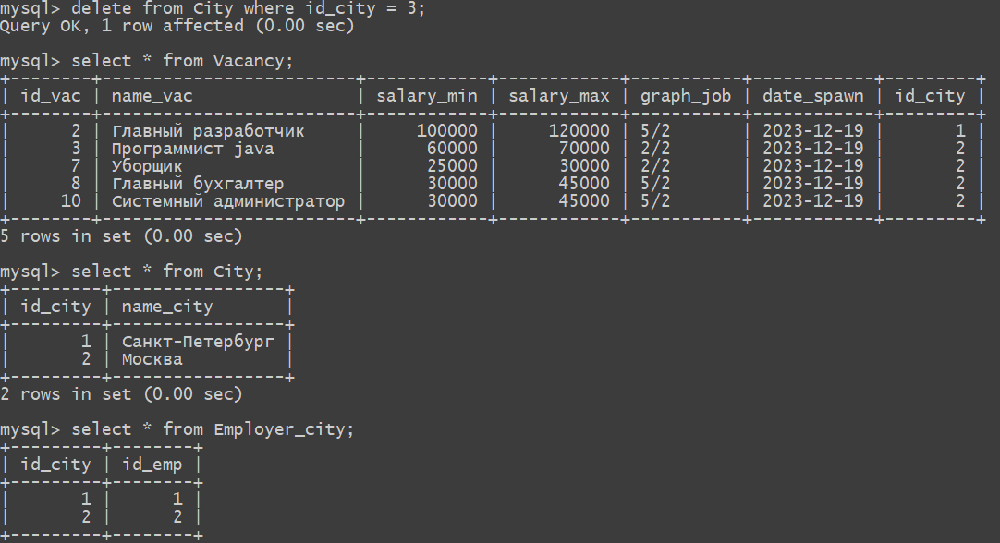 mysql> delete from City where id_city = 3;
Query OK, 1 row affected (0.00 sec)

mysql> select * from Vacancy;
+--------+--------------------------+------------+------------+-----------+------------+---------+
| id_vac | name_vac                 | salary_min | salary_max | graph_job | date_spawn | id_city |
+--------+--------------------------+------------+------------+-----------+------------+---------+
|      2 | Главный разработчик      |     100000 |     120000 | 5/2       | 2023-12-19 |       1 |
|      3 | Программист java         |      60000 |      70000 | 2/2       | 2023-12-19 |       2 |
|      7 | Уборщик                  |      25000 |      30000 | 2/2       | 2023-12-19 |       2 |
|      8 | Главный бухгалтер        |      30000 |      45000 | 5/2       | 2023-12-19 |       2 |
|     10 | Системный администратор  |      30000 |      45000 | 5/2       | 2023-12-19 |       2 |
+--------+--------------------------+------------+------------+-----------+------------+---------+
5 rows in set (0.00 sec)

mysql> select * from City;
+---------+-----------------+
| id_city | name_city       |
+---------+-----------------+
|       1 | Санкт-Петербург |
|       2 | Москва          |
+---------+-----------------+
2 rows in set (0.00 sec)

mysql> select * from Employer_city;
+---------+--------+
| id_city | id_emp |
+---------+--------+
|       1 |      1 |
|       2 |      2 |
+---------+--------+